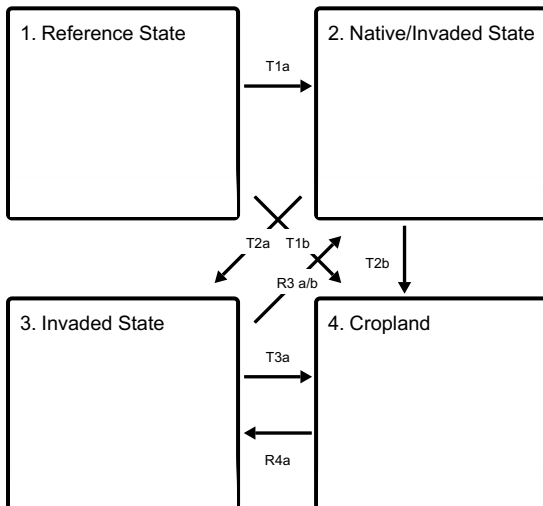 1. Reference State
2. Native/Invaded State
T1a
T2a
T1b
T2b
R3 a/b
3. Invaded State
4. Cropland
T3a
R4a